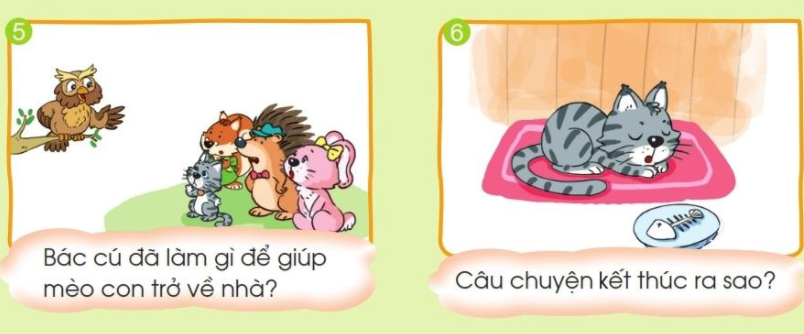 5
6
Bác cú đã làm gì để giúp
mèo con trở về nhà?
Câu chuyện kết thúc ra sao?